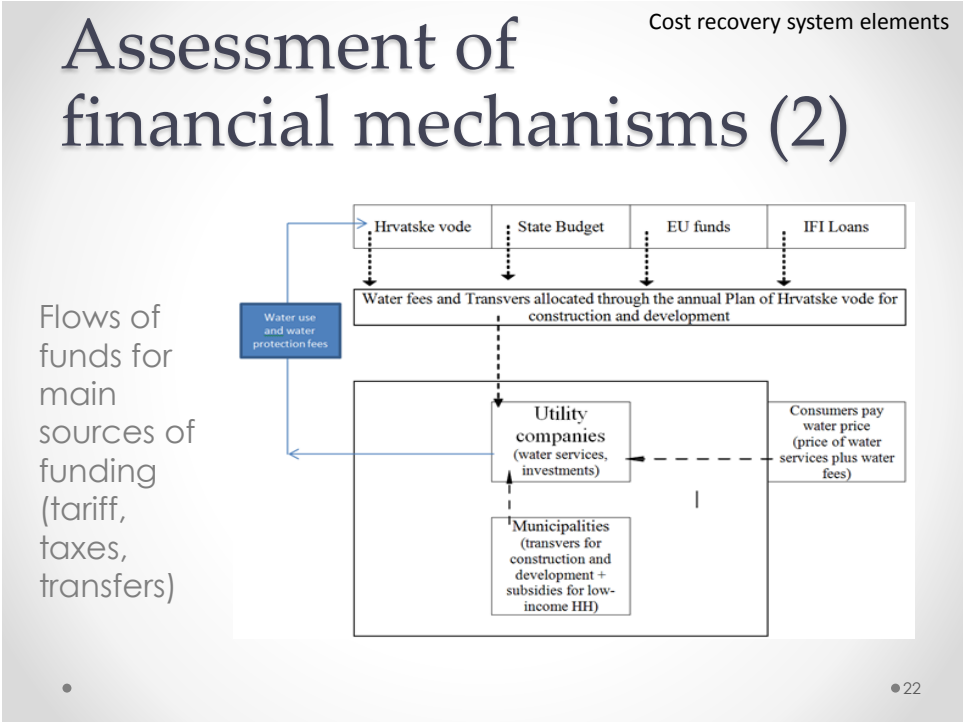 Cost recovery system elements
Assessment of
financial mechanisms (2)
Flows of
funds for
main
sources of
funding
(tariff,
taxes,
transfers)
Hrvatske vode
State Budget
EU funds
IFI Loans
Water fees and Transvers allocated through the annual Plan of Hrvatske vode for
construction and development
Water use
and water
protection fees
Utility
companies
(water services,
investments)
Consumers pay
water price
(price of water
services plus water
fees)
Municipalities
(transvers for
construction and
development +
subsidies for low-
income HH)
22